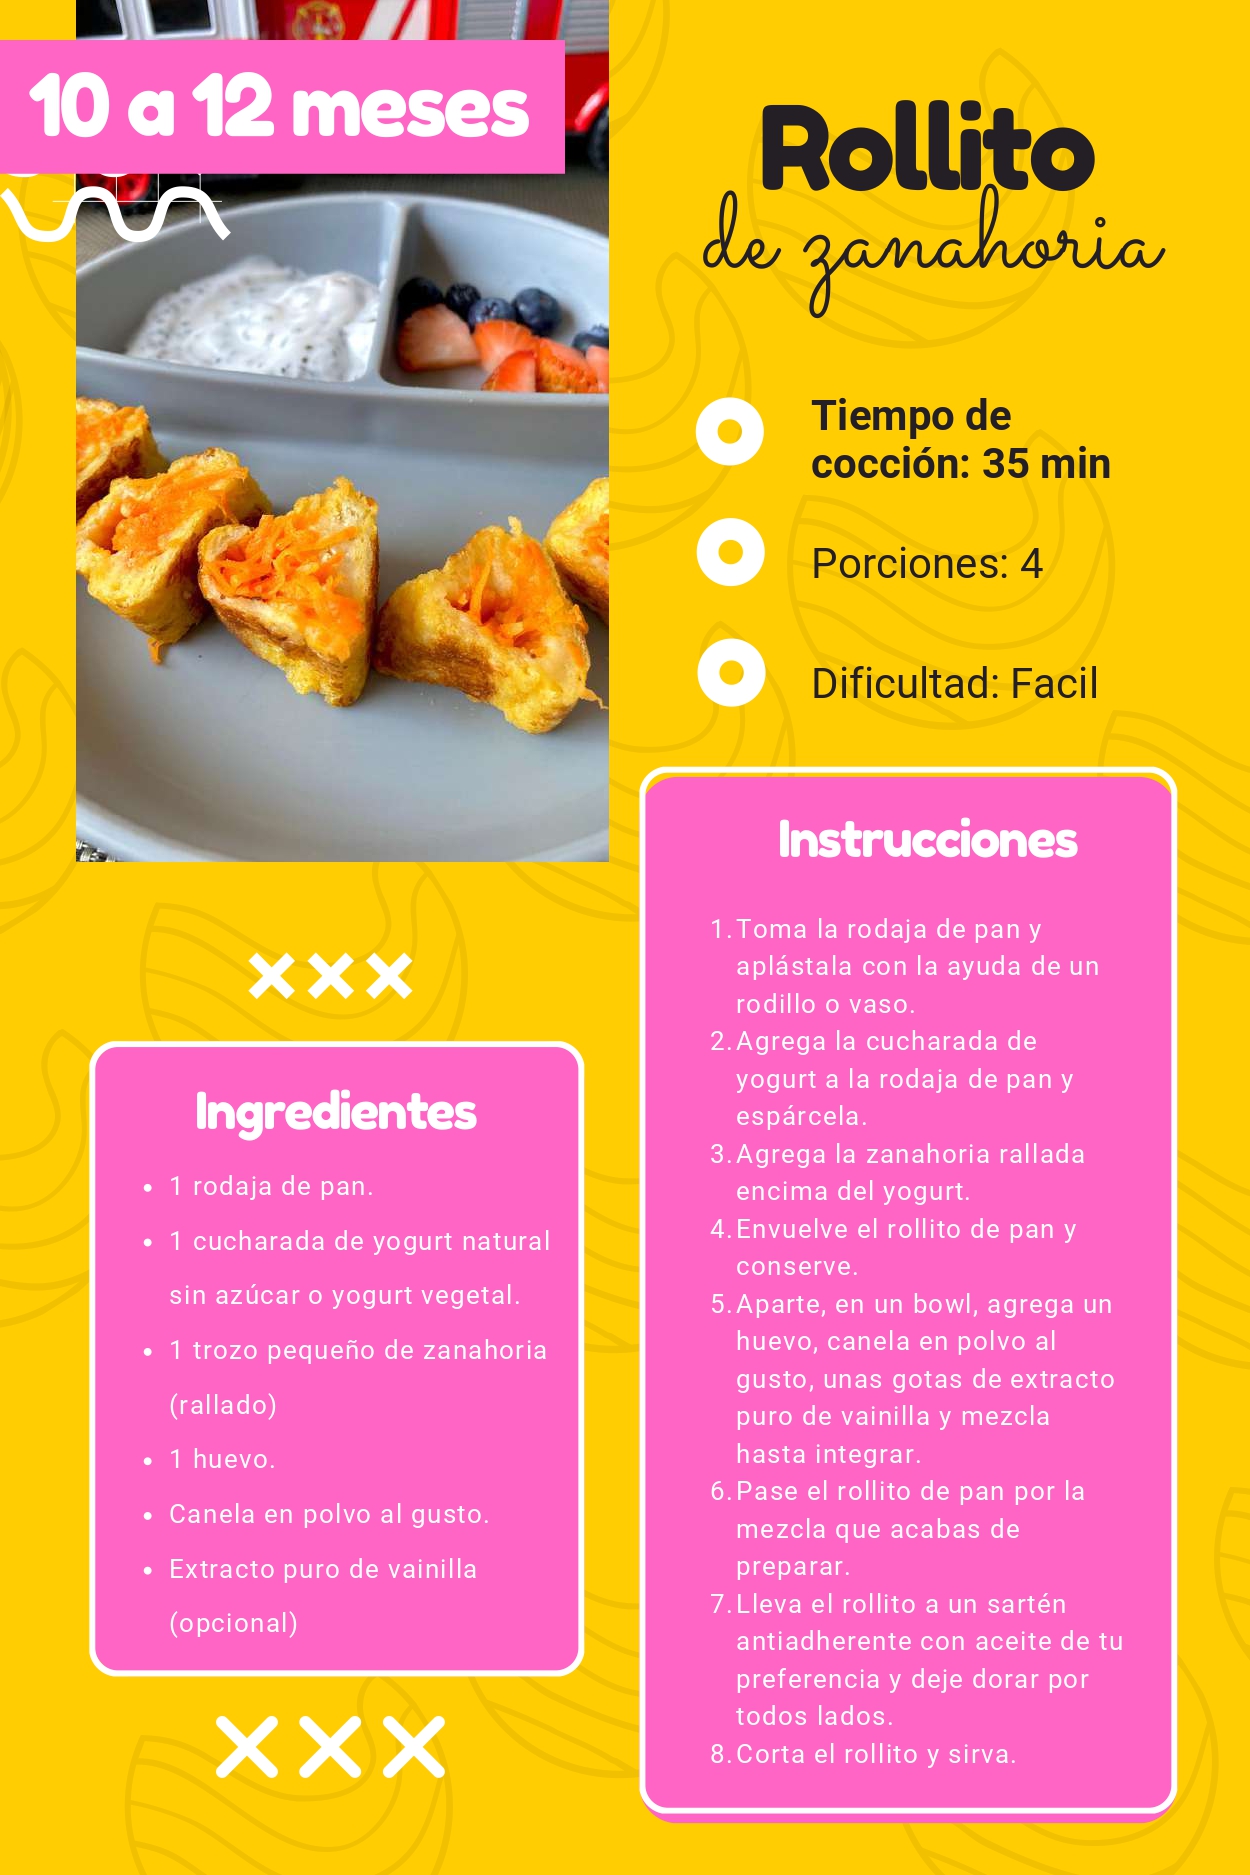 10 a 12 meses
Rollito
de zanahoria
Tiempo de
cocción: 35 min
Porciones: 4
Dificultad: Facil
Ingredientes
• 1 rodaja de pan.
• 1 cucharada de yogurt natural
sin azúcar o yogurt vegetal.
• 1 trozo pequeño de zanahoria
(rallado)
• 1 huevo.
• Canela en polvo al gusto.
• Extracto puro de vainilla
(opcional)
Instrucciones
1. Toma la rodaja de pan y
aplástala con la ayuda de un
rodillo o vaso.
2. Agrega la cucharada de
yogurt a la rodaja de pan y
espárcela.
3. Agrega la zanahoria rallada
encima del yogurt.
4. Envuelve el rollito de pan y
conserve.
5. Aparte, en un bowl, agrega un
huevo, canela en polvo al
gusto, unas gotas de extracto
puro de vainilla y mezcla
hasta integrar.
6. Pase el rollito de pan por la
mezcla que acabas de
preparar.
7. Lleva el rollito a un sartén
antiadherente con aceite de tu
preferencia y deje dorar por
todos lados.
8. Corta el rollito y sirva.